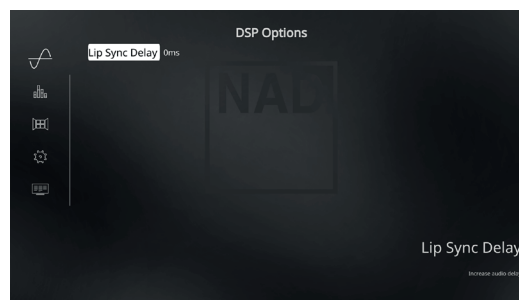 DSP Options
Lip Sync Delay 0ms
NAD
Lip Sync Delay
Increase audio dela